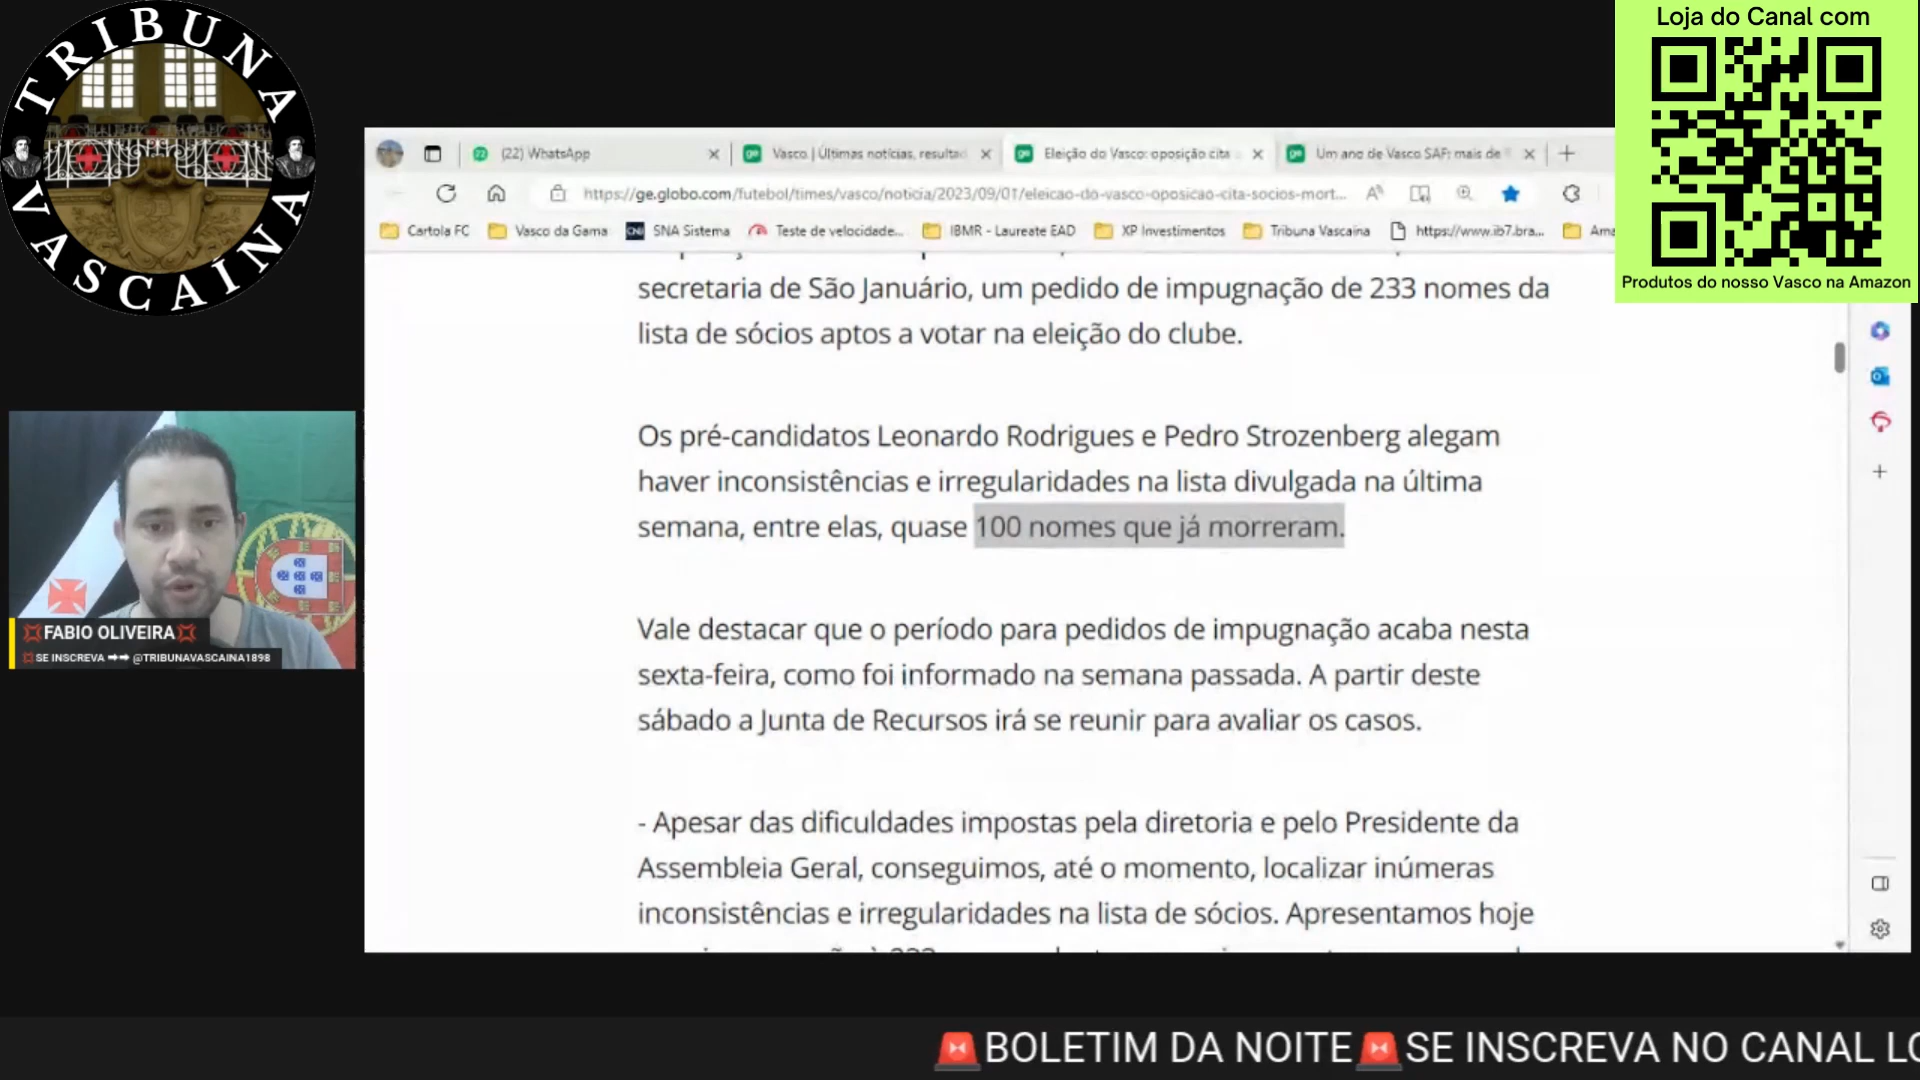 TRIBUNA VASCAÍNA
Loja do Canal com
Produtos do nosso Vasco na Amazon
(22) WhatsApp
Vasco | Últimas notícias, resulta
Eleição do Vasco: oposição cita
Um ano de Vasco SAF: mais de
https://ge.globo.com/futebol/times/vasco/noticia/2023/09/01/eleicao-do-vasco-oposicao-cita-socios-mort...
Cartola FC
Vasco da Gama
SNA Sistema
Teste de velocidade...
IBMR - Laureate EAD
XP Investimentos
Tribuna Vascaína
https://www.ib7.bra...
Ama
secretaria de São Januário, um pedido de impugnação de 233 nomes da
lista de sócios aptos a votar na eleição do clube.
Os pré-candidatos Leonardo Rodrigues e Pedro Strozenberg alegam
haver inconsistências e irregularidades na lista divulgada na última
semana, entre elas, quase 100 nomes que já morreram.
Vale destacar que o período para pedidos de impugnação acaba nesta
sexta-feira, como foi informado na semana passada. A partir deste
sábado a Junta de Recursos irá se reunir para avaliar os casos.
- Apesar das dificuldades impostas pela diretoria e pelo Presidente da
Assembleia Geral, conseguimos, até o momento, localizar inúmeras
inconsistências e irregularidades na lista de sócios. Apresentamos hoje
💢FABIO OLIVEIRA💢
💢SE INSCREVA ➡➡ @TRIBUNAVASCAINA1898
🚨BOLETIM DA NOITE🚨SE INSCREVA NO CANAL LO